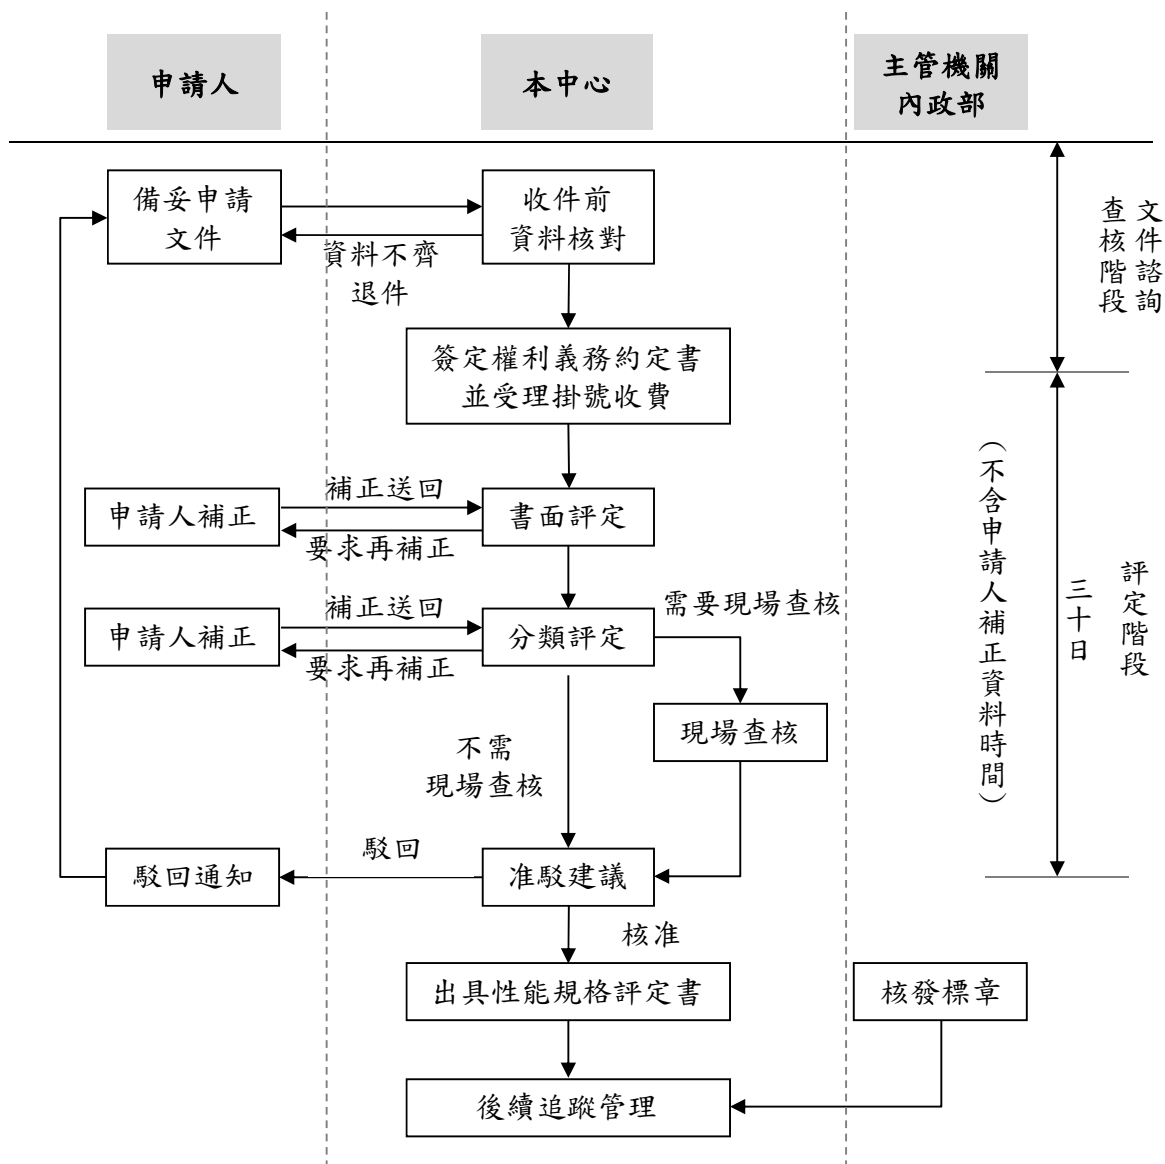 申請人
本中心
主管機關
內政部
備妥申請
文件
收件前
資料核對
資料不齊
退件
文件諮詢
查核階段
簽定權利義務約定書
並受理掛號收費
補正送回
申請人補正
書面評定
要求再補正
補正送回
申請人補正
分類評定
要求再補正
需要現場查核
現場查核
不需
現場查核
評定階段
三十日
（不含申請人補正資料時間）
駁回
駁回通知
准駁建議
核准
出具性能規格評定書
核發標章
後續追蹤管理